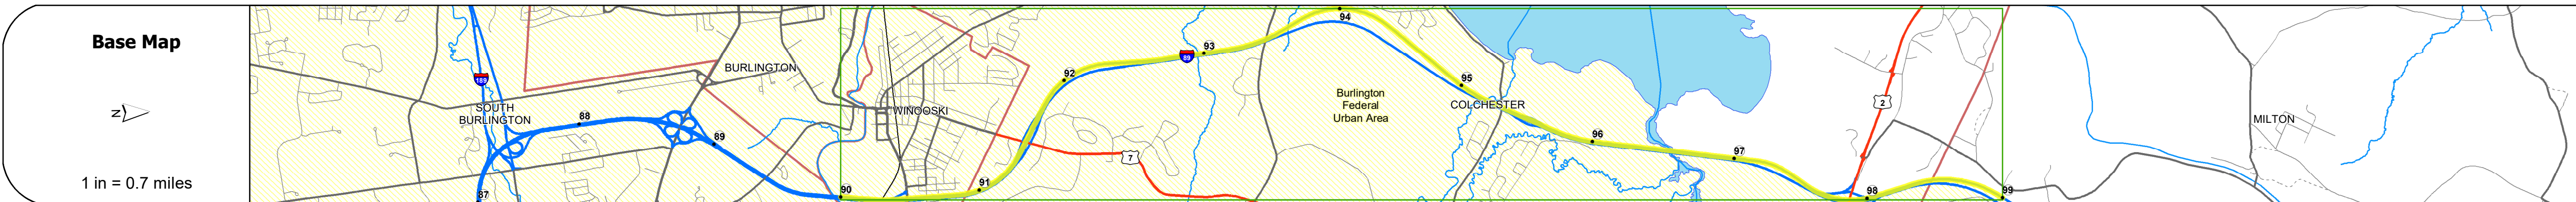 Base Map
N
1 in = 0.7 miles
189
SOUTH
BURLINGTON
87
88
89
BURLINGTON
90
WINOOSKI
91
92
7
89
93
94
Burlington
Federal
Urban Area
95
COLCHESTER
96
97
2
98
99
MILTON